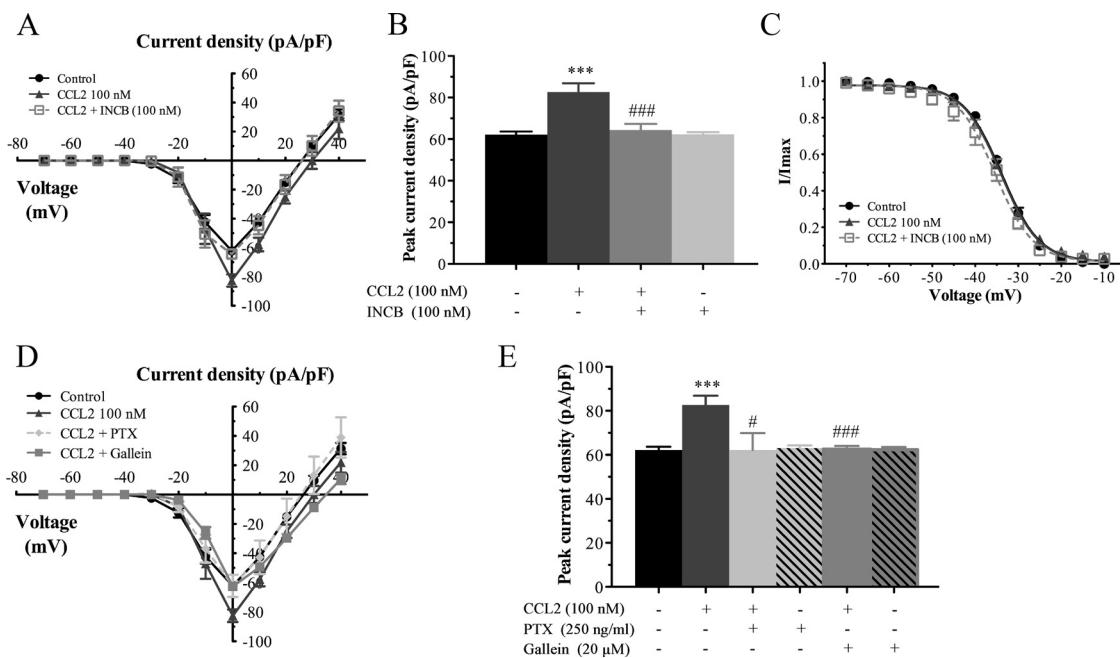 A
Current density (pA/pF)
Control
CCL2 100 nM
CCL2 + INCB (100 nM)
-80 -60 -40 -20 20 40
60
40
20
-20
-40
-60
-80
-100
Voltage
(mV)
B
Peak current density (pA/pF)
100
80
60
40
20
0
***
###
CCL2 (100 nM) - + + -
INCB (100 nM) - - + +
C
I/Imax
1.0
0.8
0.6
0.4
0.2
0.0
Control
CCL2 100 nM
CCL2 + INCB (100 nM)
-70 -60 -50 -40 -30 -20 -10
Voltage (mV)
D
Current density (pA/pF)
Control
CCL2 100 nM
CCL2 + PTX
CCL2 + Gallein
-80 -60 -40 -20 20 40
60
40
20
-20
-40
-60
-80
-100
Voltage
(mV)
E
Peak current density (pA/pF)
100
80
60
40
20
0
***
#
###
CCL2 (100 nM) - + + - + -
PTX (250 ng/ml) - - + + - -
Gallein (20 µM) - - - - + +